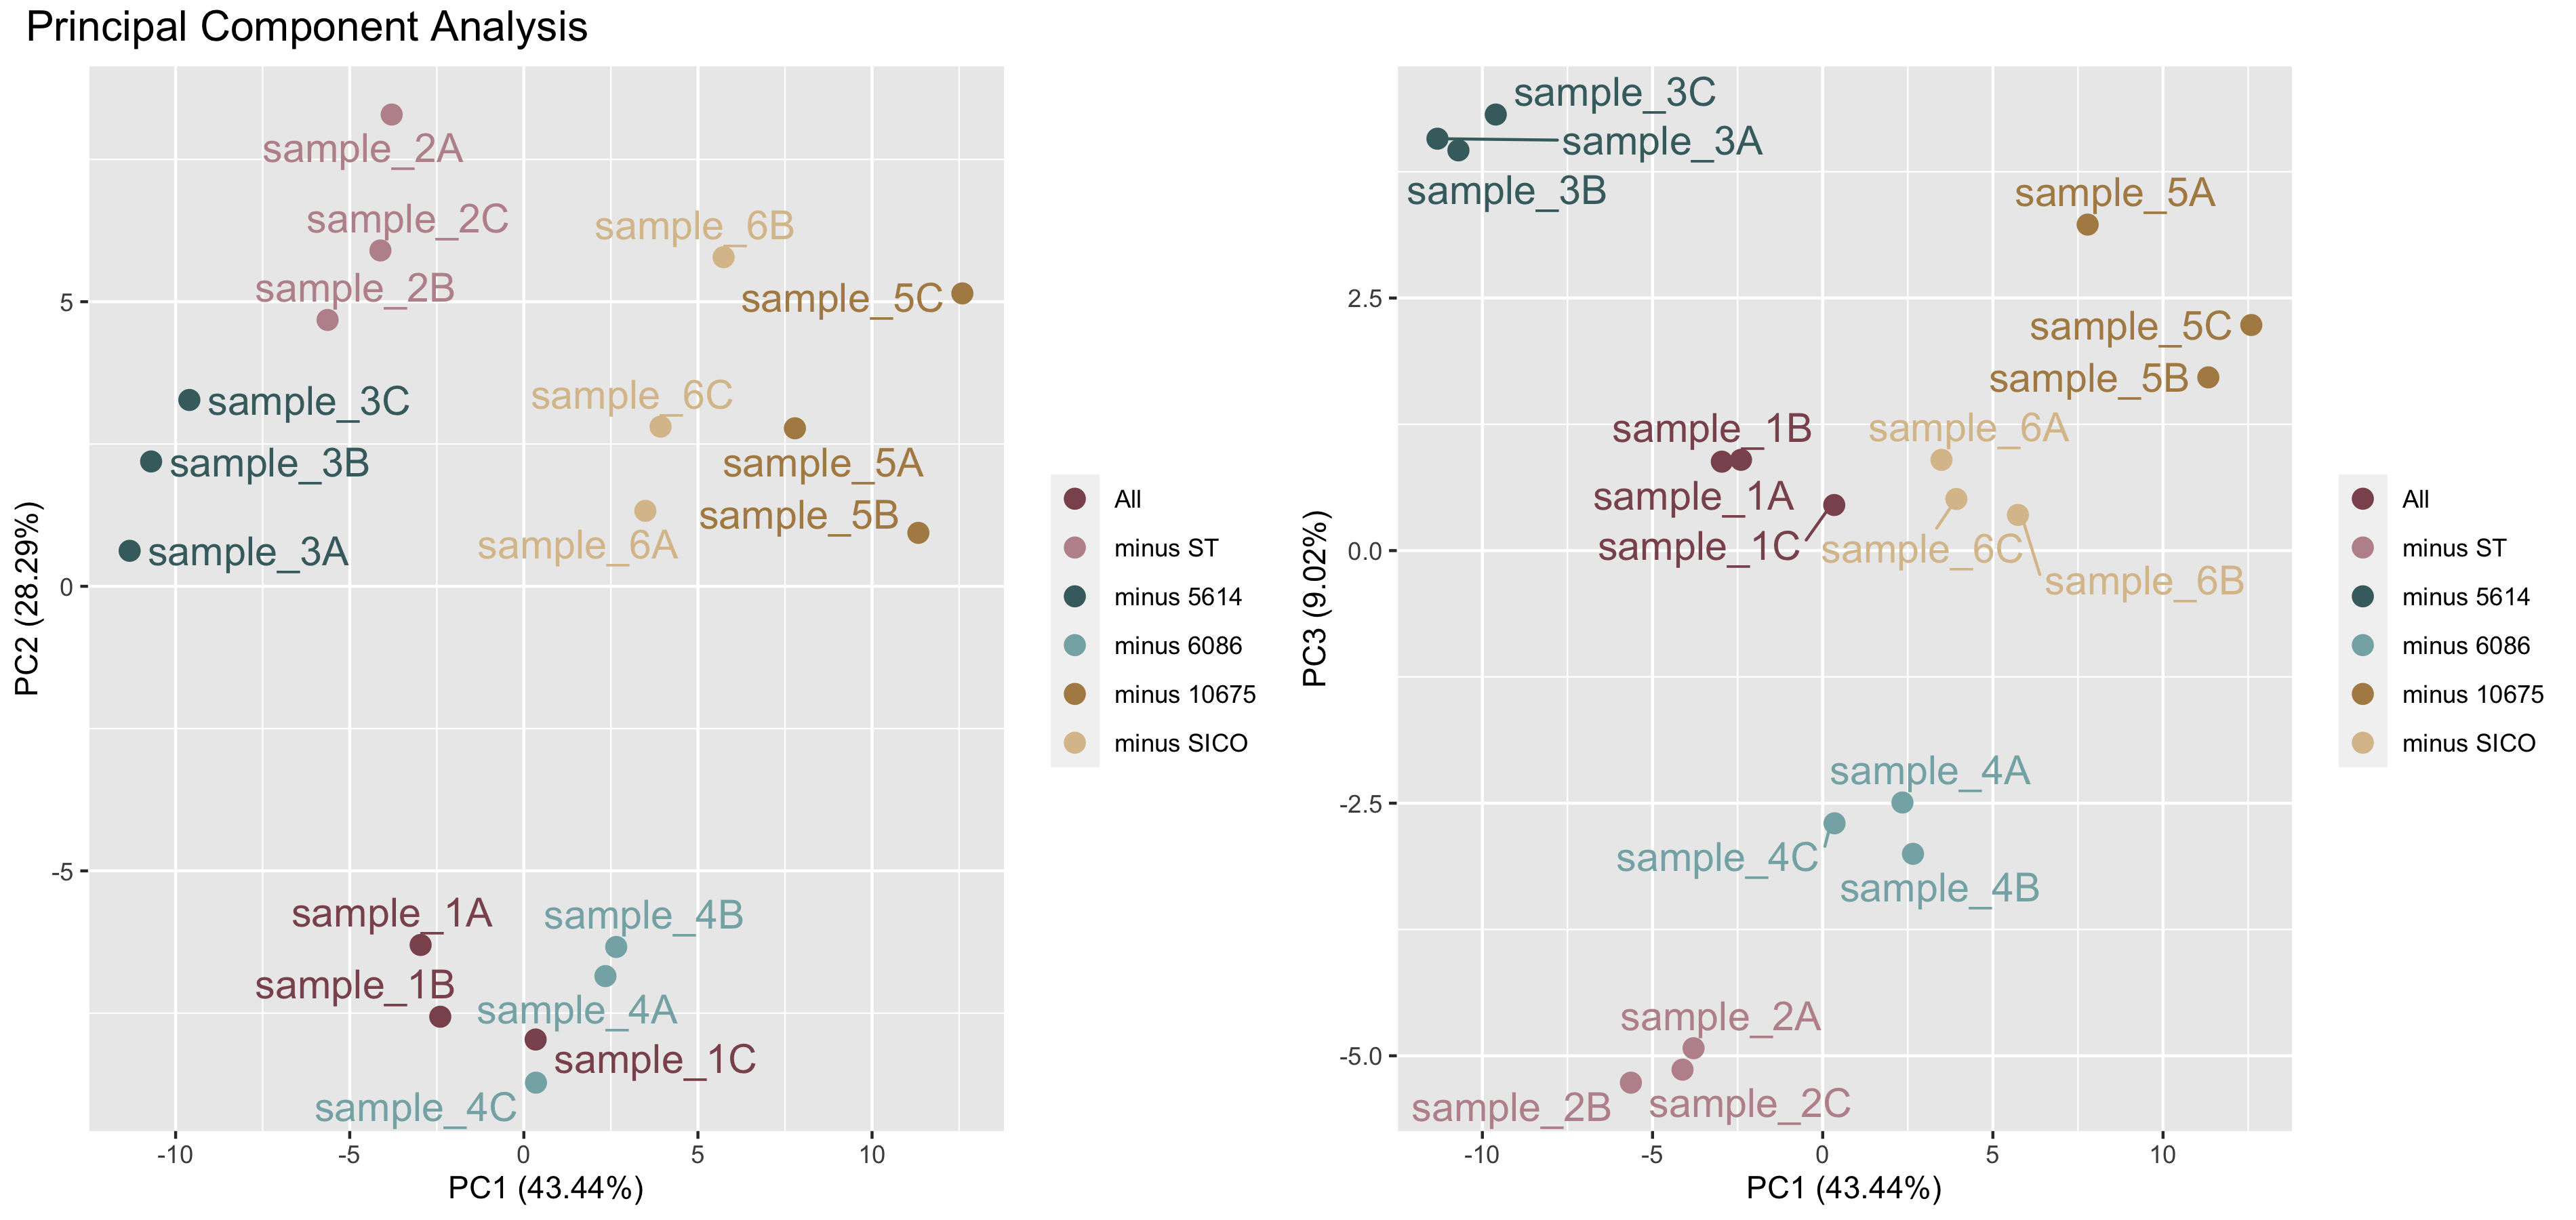 Principal Component Analysis
sample_2A
sample_2C
sample_6B
sample_2B
sample_5C
sample_3C
sample_6C
sample_3B
sample_5A
sample_5B
sample_3A
sample_6A
sample_1A
sample_4B
sample_1B
sample_4A
sample_1C
sample_4C
5
0
-5
-10
-5
0
5
10
PC2 (28.29%)
PC1 (43.44%)
All
minus ST
minus 5614
minus 6086
minus 10675
minus SICO
sample_3C
sample_3A
sample_3B
sample_5A
sample_5C
sample_5B
sample_1B
sample_6A
sample_1A
sample_1C
sample_6C
sample_6B
sample_4A
sample_4C
sample_4B
sample_2A
sample_2B
sample_2C
2.5
0.0
-2.5
-5.0
-10
-5
0
5
10
PC3 (9.02%)
PC1 (43.44%)
All
minus ST
minus 5614
minus 6086
minus 10675
minus SICO